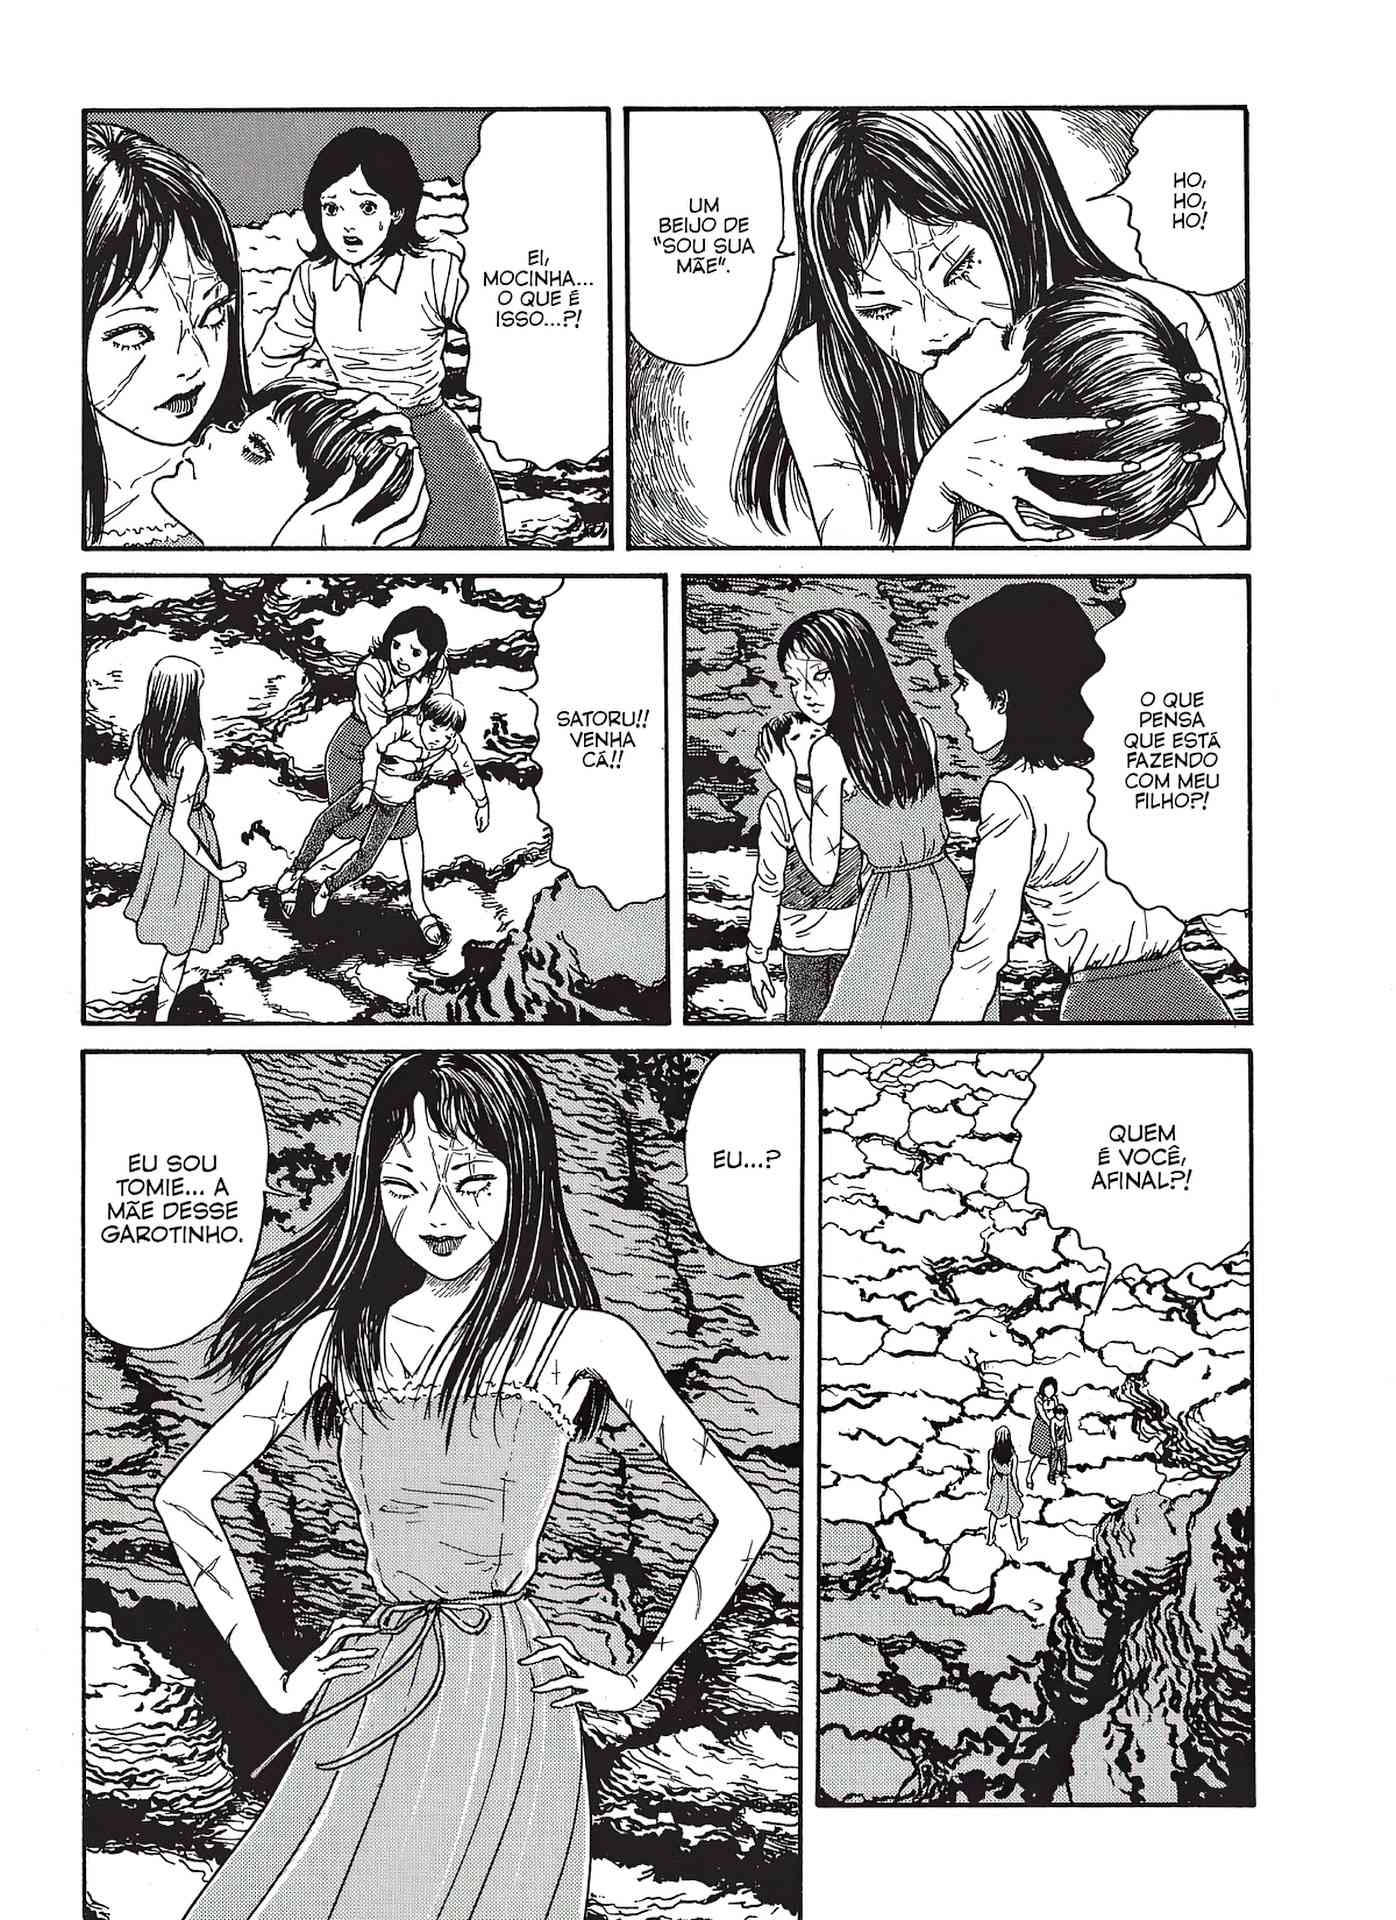 HO,
HO,
HO!
UM
BEIJO DE
"SOU SUA
MÃE".
EI,
MOCINHA...
O QUE É
ISSO...?!
O QUE
PENSA
QUE ESTÁ
FAZENDO
COM MEU
FILHO?!
SATORU!!
VENHA
CÁ!!
QUEM
É VOCÊ,
AFINAL?!
EU...?
EU SOU
TOMIE... A
MÃE DESSE
GAROTINHO.